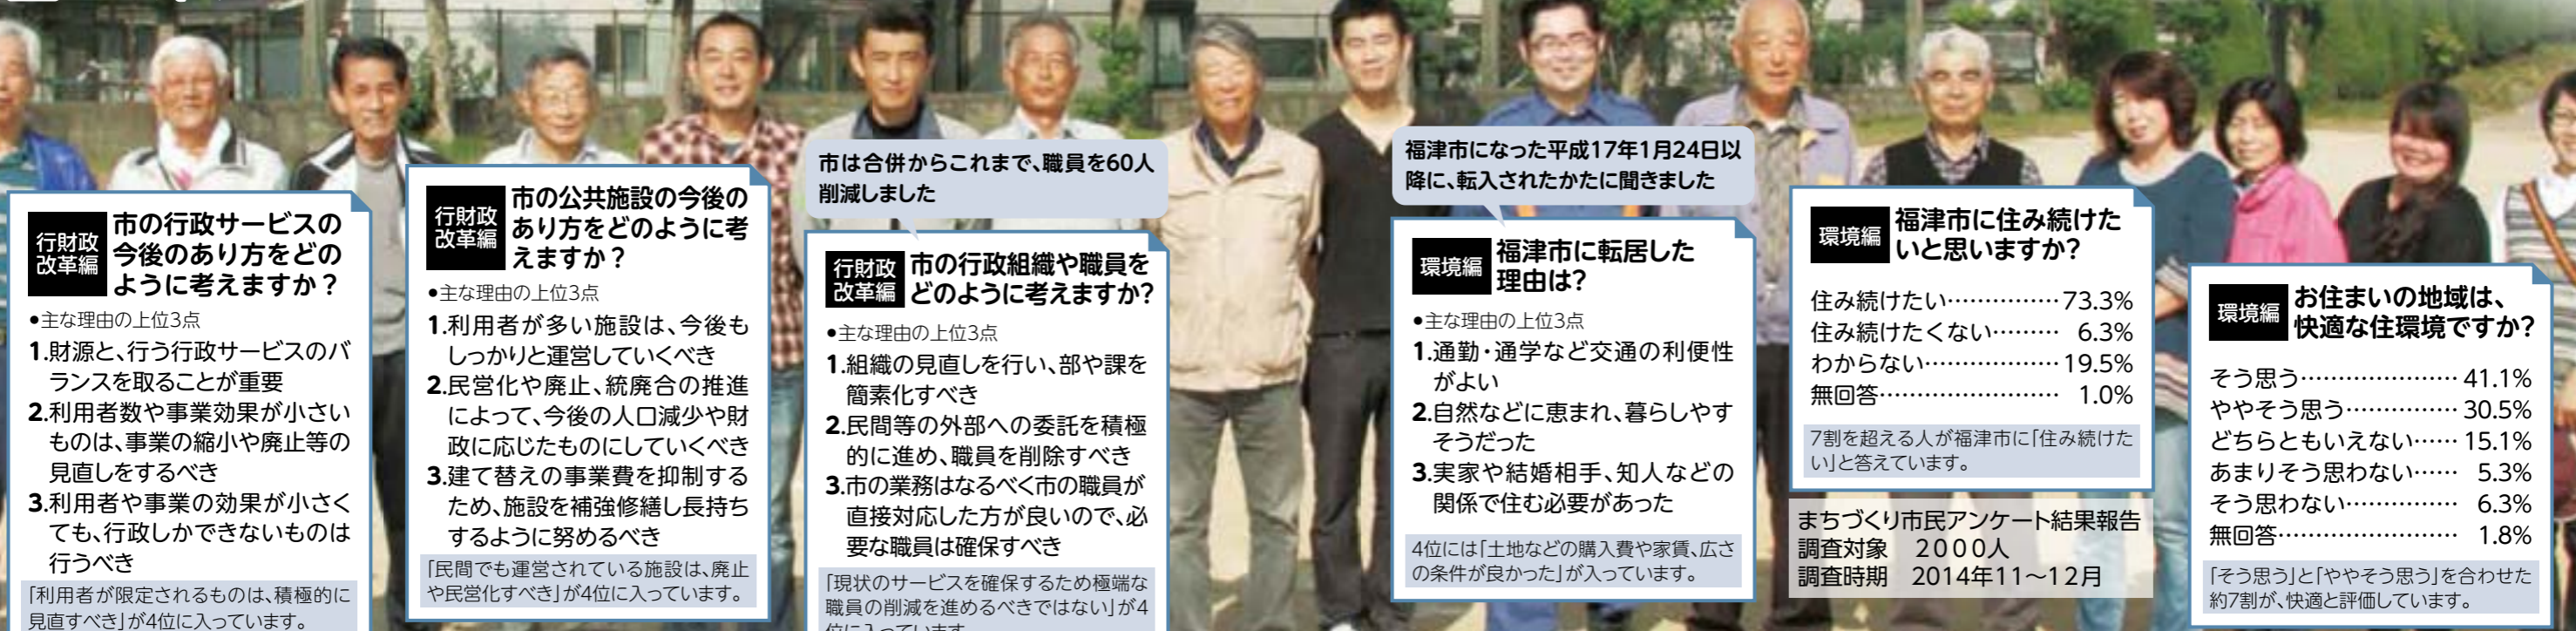 行財政
改革編
市の行政サービスの
今後のあり方をどの
ように考えますか？
●主な理由の上位3点
1.財源と、行う行政サービスのバ
ランスを取ることが重要
2.利用者数や事業効果が小さい
ものは、事業の縮小や廃止等の
見直しをするべき
3.利用者や事業の効果が小さく
ても、行政しかできないものは
行うべき
「利用者が限定されるものは、積極的に
見直すべき」が4位に入っています。
行財政
改革編
市の公共施設の今後の
あり方をどのように考
えますか？
●主な理由の上位3点
1.利用者が多い施設は、今後も
しっかりと運営していくべき
2.民営化や廃止、統廃合の推進
によって、今後の人口減少や財
政に応じたものにしていくべき
3.建て替えの事業費を抑制する
ため、施設を補強修繕し長持ち
するように努めるべき
「民間でも運営されている施設は、廃止
や民営化すべき」が4位に入っています。
市は合併からこれまで、職員を60人
削減しました
行財政
改革編
市の行政組織や職員を
どのように考えますか?
●主な理由の上位3点
1.組織の見直しを行い、部や課を
簡素化すべき
2.民間等の外部への委託を積極
的に進め、職員を削除すべき
3.市の業務はなるべく市の職員が
直接対応した方が良いので、必
要な職員は確保すべき
「現状のサービスを確保するため極端な
職員の削減を進めるべきではない」が4
位に入っています
福津市になった平成17年1月24日以
降に、転入されたかたに聞きました
環境編
福津市に転居した
理由は?
●主な理由の上位3点
1.通勤・通学など交通の利便性
がよい
2.自然などに恵まれ、暮らしやす
そうだった
3.実家や結婚相手、知人などの
関係で住む必要があった
4位には「土地などの購入費や家賃、広さ
の条件が良かった」が入っています。
環境編
福津市に住み続けた
いと思いますか?
住み続けたい……………73.3%
住み続けたくない……… 6.3%
わからない………………19.5%
無回答…………………… 1.0%
7割を超える人が福津市に「住み続けた
い」と答えています。
まちづくり市民アンケート結果報告
調査対象　2000人
調査時期　2014年11～12月
環境編
お住まいの地域は、
快適な住環境ですか?
そう思う………………… 41.1%
ややそう思う…………… 30.5%
どちらともいえない…… 15.1%
あまりそう思わない…… 5.3%
そう思わない…………… 6.3%
無回答…………………… 1.8%
「そう思う」と「ややそう思う」を合わせた
約7割が、快適と評価しています。